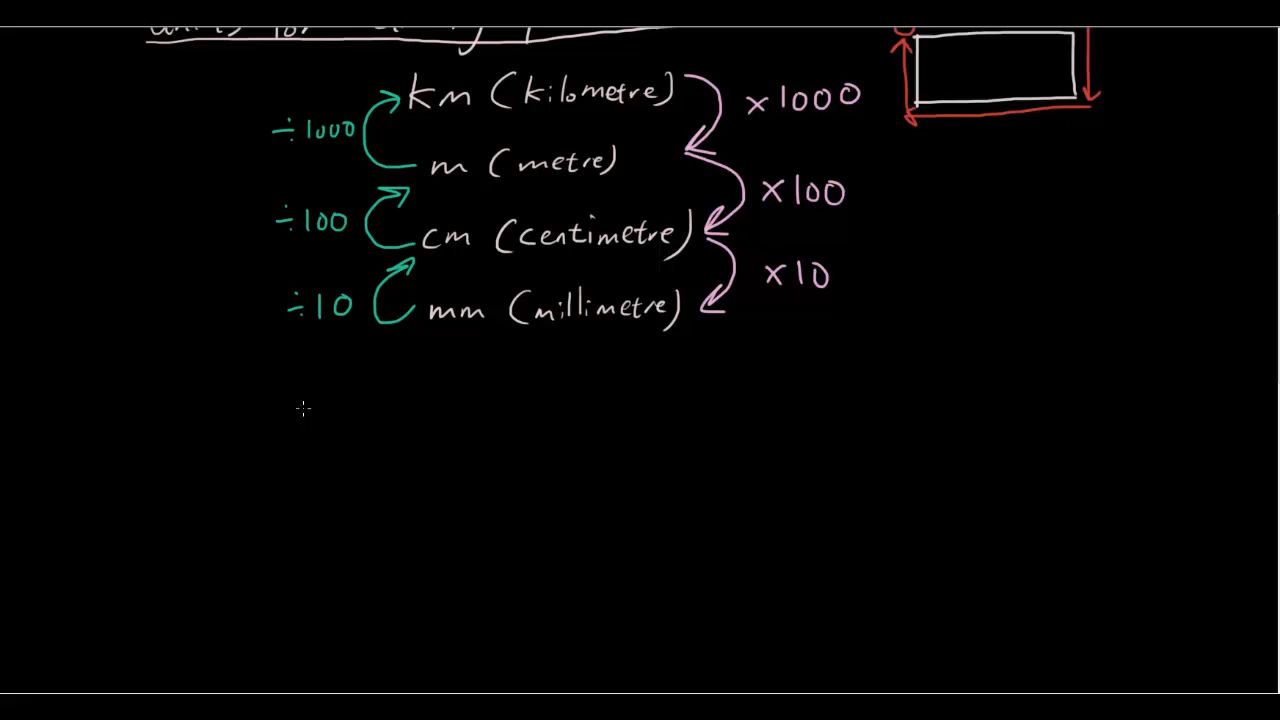 km (kilometre) ×1000
÷1000
m (metre)
×100
÷100
cm (centimetre)
×10
÷10 mm (millimetre)